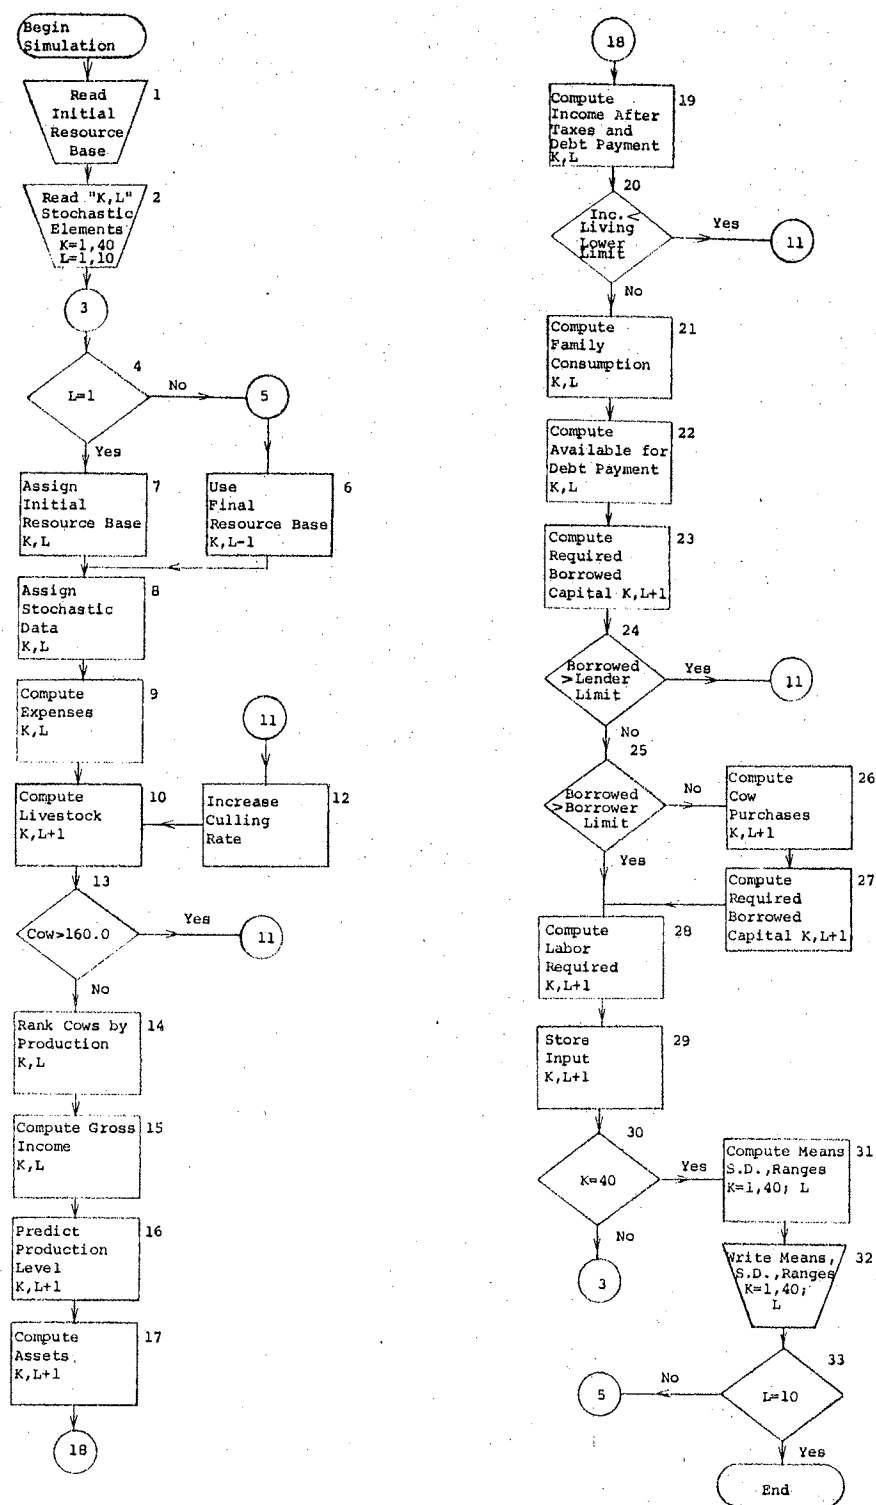 Begin
Simulation
Read
Initial
Resource
Base
1
Read "K,L"
Stochastic
Elements
K=1,40
L=1,10
2
3
4
L=1
No
5
Yes
Assign
Initial
Resource Base
K,L
7
Use
Final
Resource Base
K,L-1
6
Assign
Stochastic
Data
K,L
8
Compute
Expenses
K,L
9
11
Compute
Livestock
K,L+1
10
Increase
Culling
Rate
12
13
Cow>160.0
Yes
11
No
Rank Cows by
Production
K,L
14
Compute Gross
Income
K,L
15
Predict
Production
Level
K,L+1
16
Compute
Assets
K,L+1
17
18
18
Compute
Income After
Taxes and
Debt Payment
K,L
19
20
Inc.<
Living
Lower
Limit
Yes
11
No
Compute
Family
Consumption
K,L
21
Compute
Available for
Debt Payment
K,L
22
Compute
Required
Borrowed
Capital K,L+1
23
24
Borrowed
>Lender
Limit
Yes
11
No
25
Borrowed
>Borrower
Limit
No
Compute
Cow
Purchases
K,L+1
26
Yes
Compute
Required
Borrowed
Capital K,L+1
27
Compute
Labor
Required
K,L+1
28
Store
Input
K,L+1
29
30
K=40
Yes
Compute Means
S.D.,Ranges
K=1,40; L
31
No
3
Write Means,
S.D.,Ranges
K=1,40;
L
32
33
L=10
No
5
Yes
End